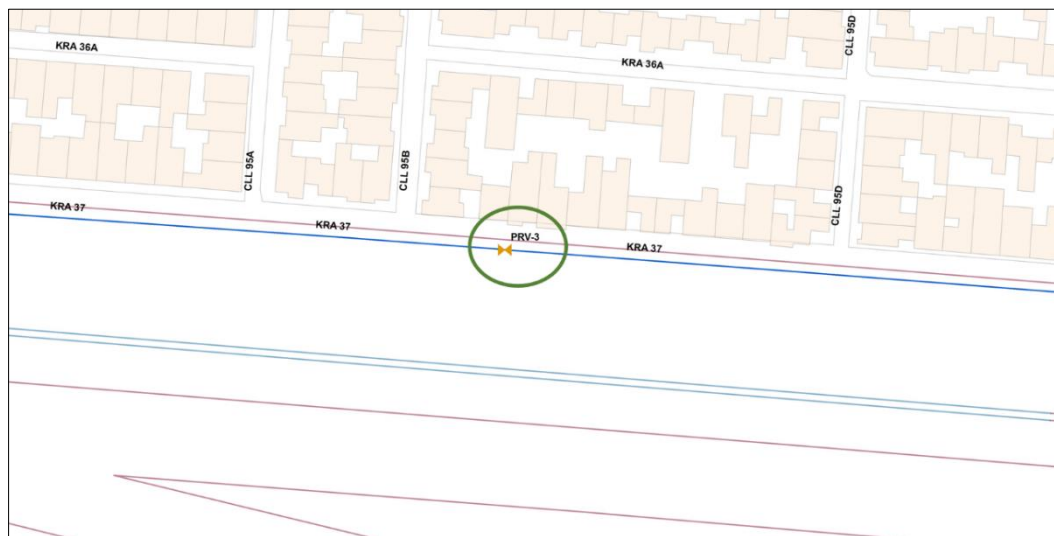 CLL 95D
KRA 36A
KRA 36A
CLL 95A
CLL 95B
CLL 95D
KRA 37
KRA 37
PRV-3
KRA 37